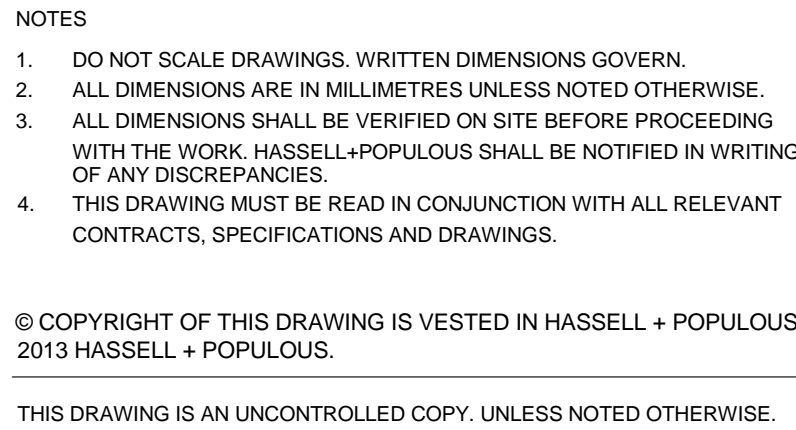 NOTES
1. DO NOT SCALE DRAWINGS. WRITTEN DIMENSIONS GOVERN.
2. ALL DIMENSIONS ARE IN MILLIMETRES UNLESS NOTED OTHERWISE.
3. ALL DIMENSIONS SHALL BE VERIFIED ON SITE BEFORE PROCEEDING
WITH THE WORK. HASSELL+POPULOUS SHALL BE NOTIFIED IN WRITING
OF ANY DISCREPANCIES.
4. THIS DRAWING MUST BE READ IN CONJUNCTION WITH ALL RELEVANT
CONTRACTS, SPECIFICATIONS AND DRAWINGS.
© COPYRIGHT OF THIS DRAWING IS VESTED IN HASSELL + POPULOUS
2013 HASSELL + POPULOUS.
THIS DRAWING IS AN UNCONTROLLED COPY. UNLESS NOTED OTHERWISE.